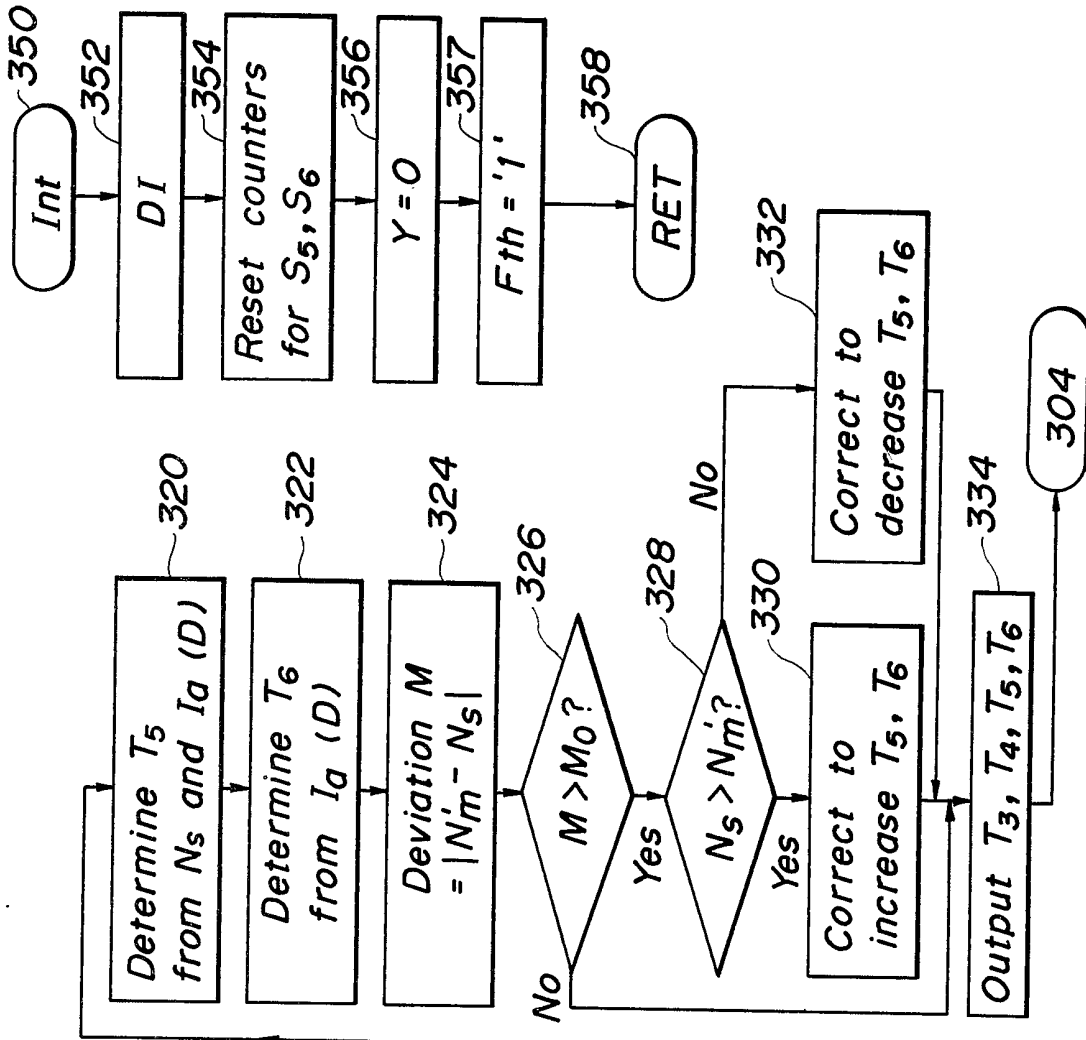 320
Determine T5
from Ns and Ia (D)
322
Determine T6
from Ia (D)
324
Deviation M
= |N'm - Ns|
326
M > Mo?
No
Yes
328
Ns > N'm?
No
Yes
330
Correct to
increase T5, T6
332
Correct to
decrease T5, T6
334
Output T3, T4, T5, T6
304
350
Int
352
DI
354
Reset counters
for S5, S6
356
Y = 0
357
Fth = '1'
358
RET